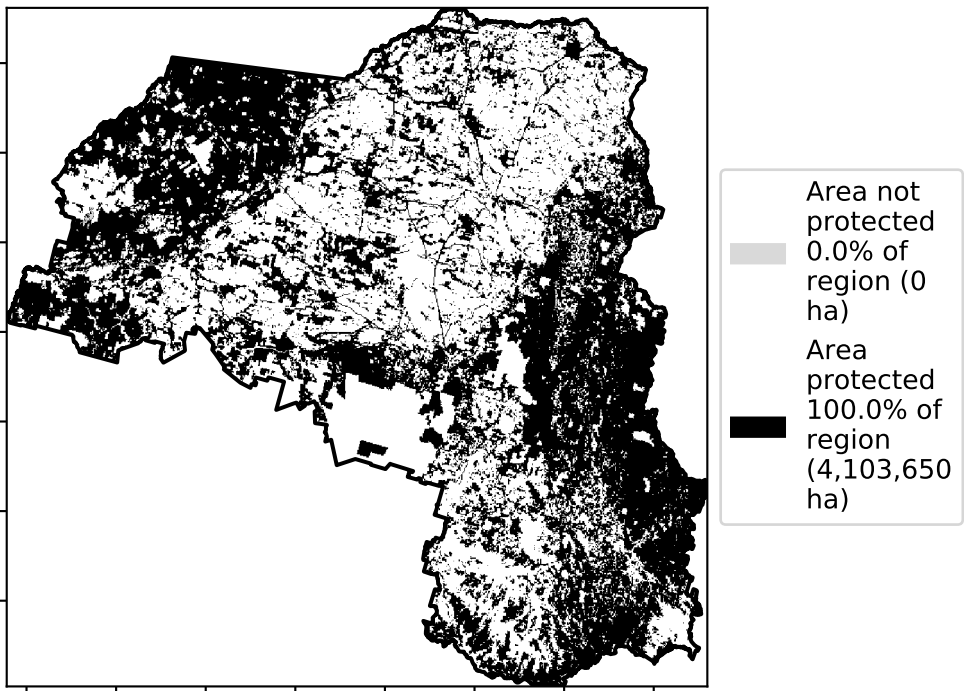 Area not
protected
0.0% of
region (0
ha)
Area
protected
100.0% of
region
(4,103,650
ha)